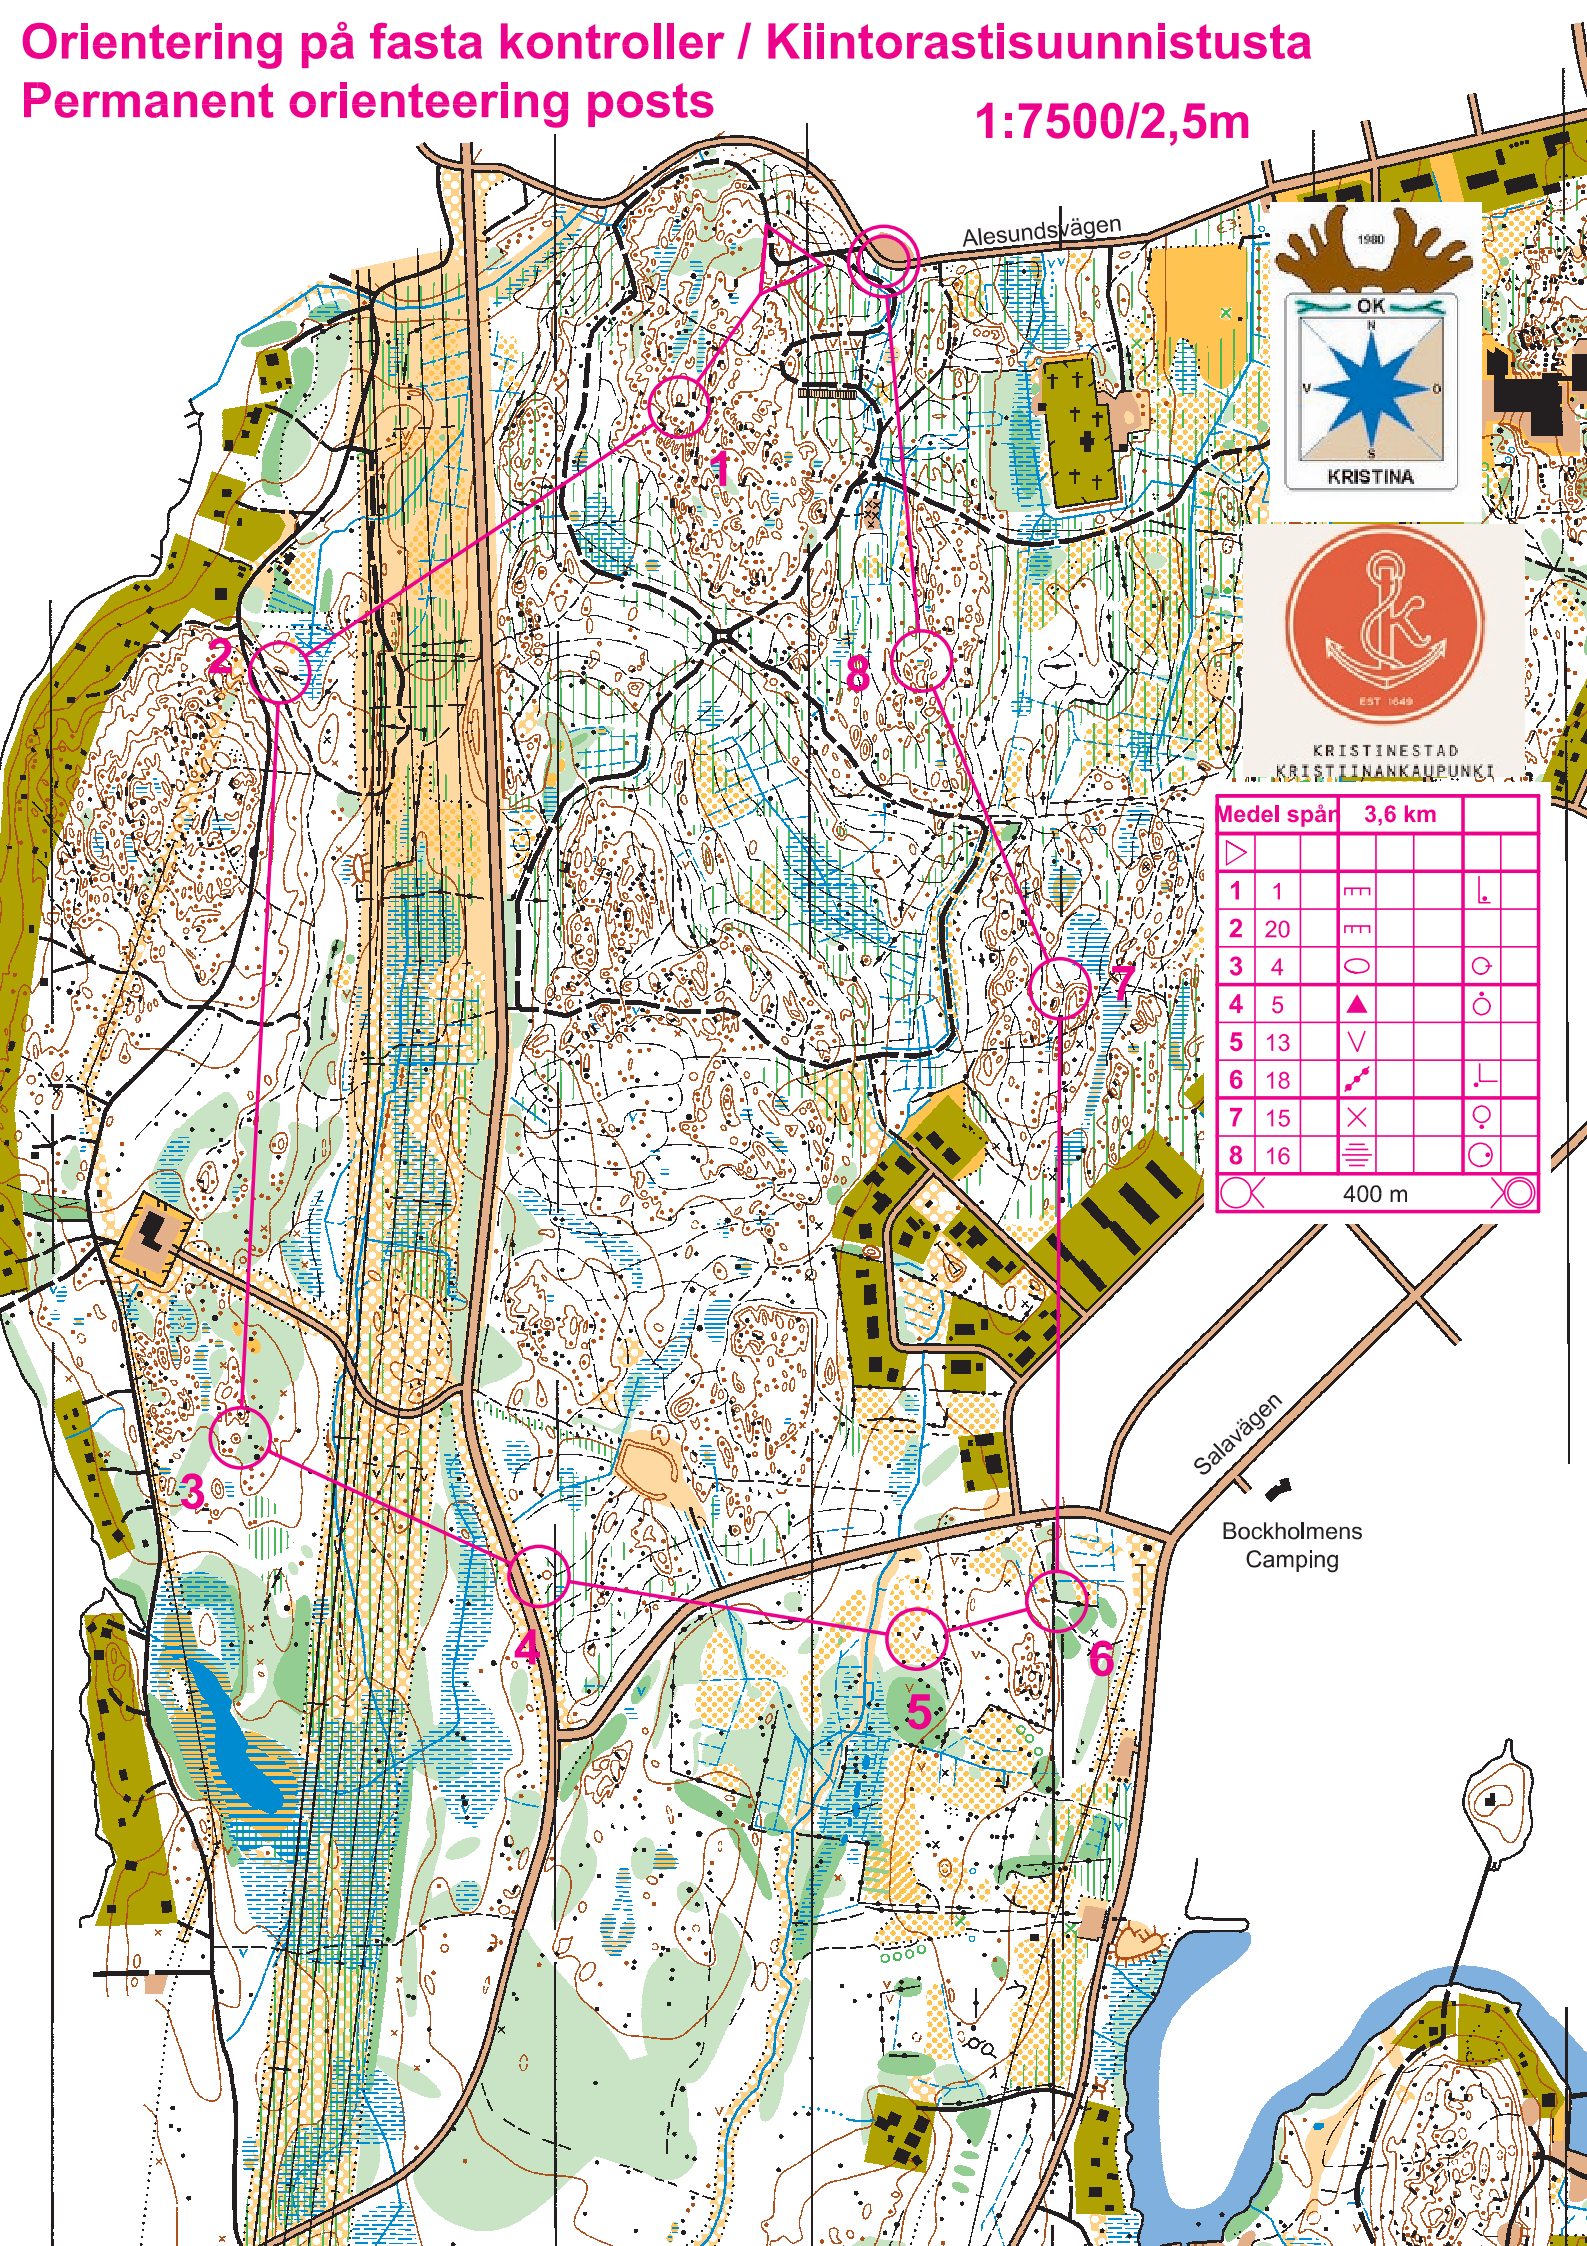 Orientering på fasta kontroller / Kiintorastisuunnistusta
Permanent orienteering posts
1:7500/2,5m
Alesundsvägen
1980
OK
N
V
O
S
KRISTINA
EST 1649
KRISTINESTAD
KRISTIINANKAUPUNKI
Medel spår 3,6 km
1 1
2 20
3 4
4 5
5 13
6 18
7 15
8 16
400 m
1
2
8
7
3
4
5
6
Salavägen
Bockholmens
Camping